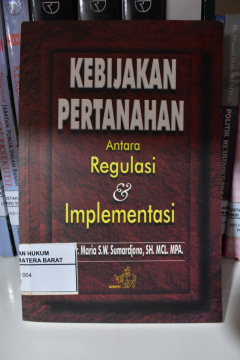 KEBIJAKAN
PERTANAHAN
Antara
Regulasi
&
Implementasi
Maria S.W. Sumardjono, SH. MCL. MPA.
AN HUKUM
MATERA BARAT
004